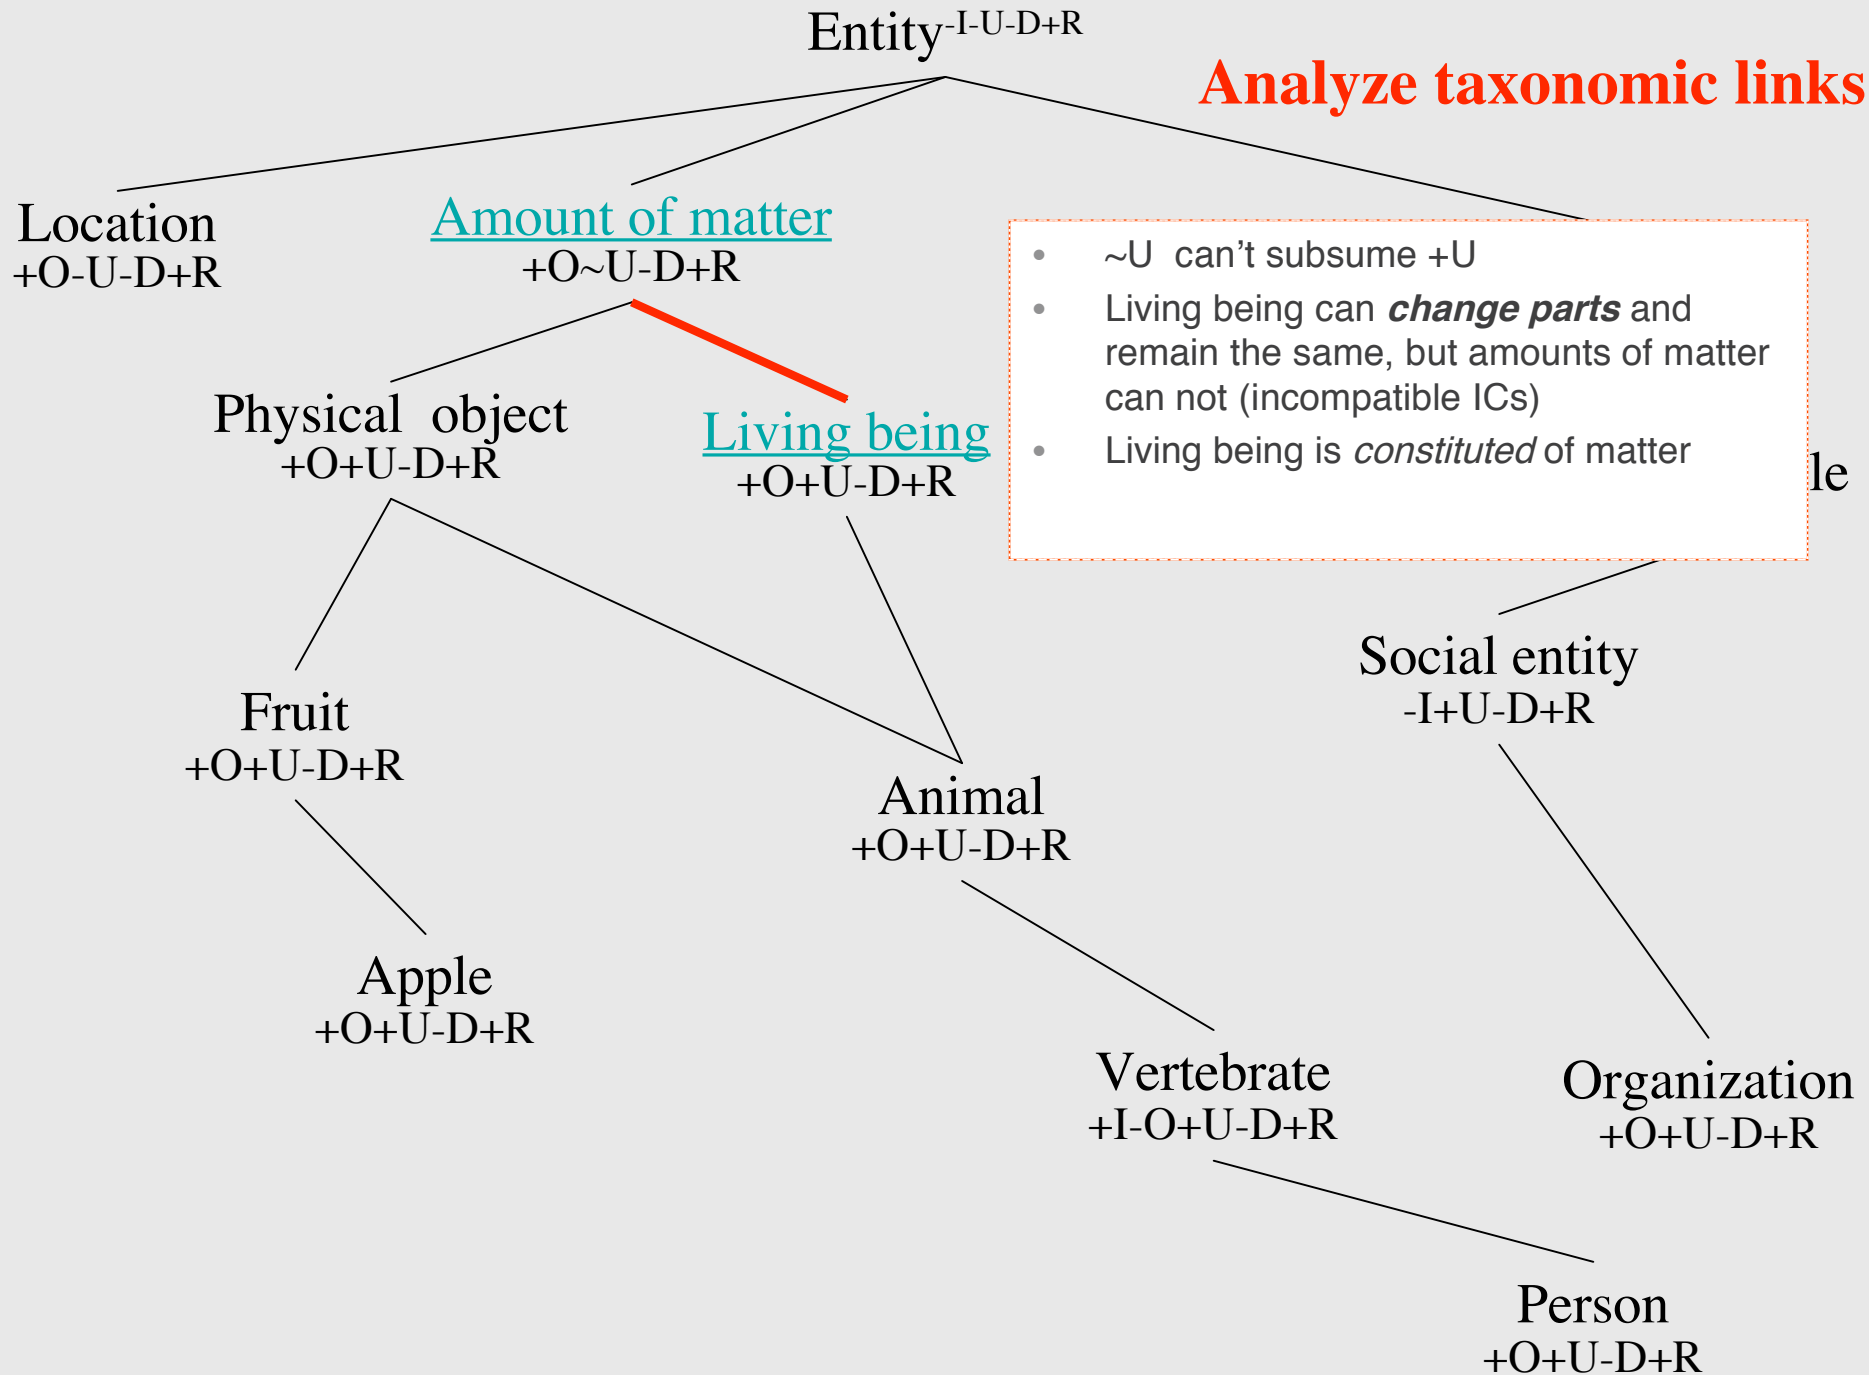 Entity-I-U-D+R
Analyze taxonomic links
Location
+O-U-D+R
Amount of matter
+O~U-D+R
• ~U can't subsume +U
• Living being can change parts and
remain the same, but amounts of matter
can not (incompatible ICs)
• Living being is constituted of matter
le
Physical object
+O+U-D+R
Living being
+O+U-D+R
Fruit
+O+U-D+R
Social entity
-I+U-D+R
Animal
+O+U-D+R
Apple
+O+U-D+R
Vertebrate
+I-O+U-D+R
Organization
+O+U-D+R
Person
+O+U-D+R